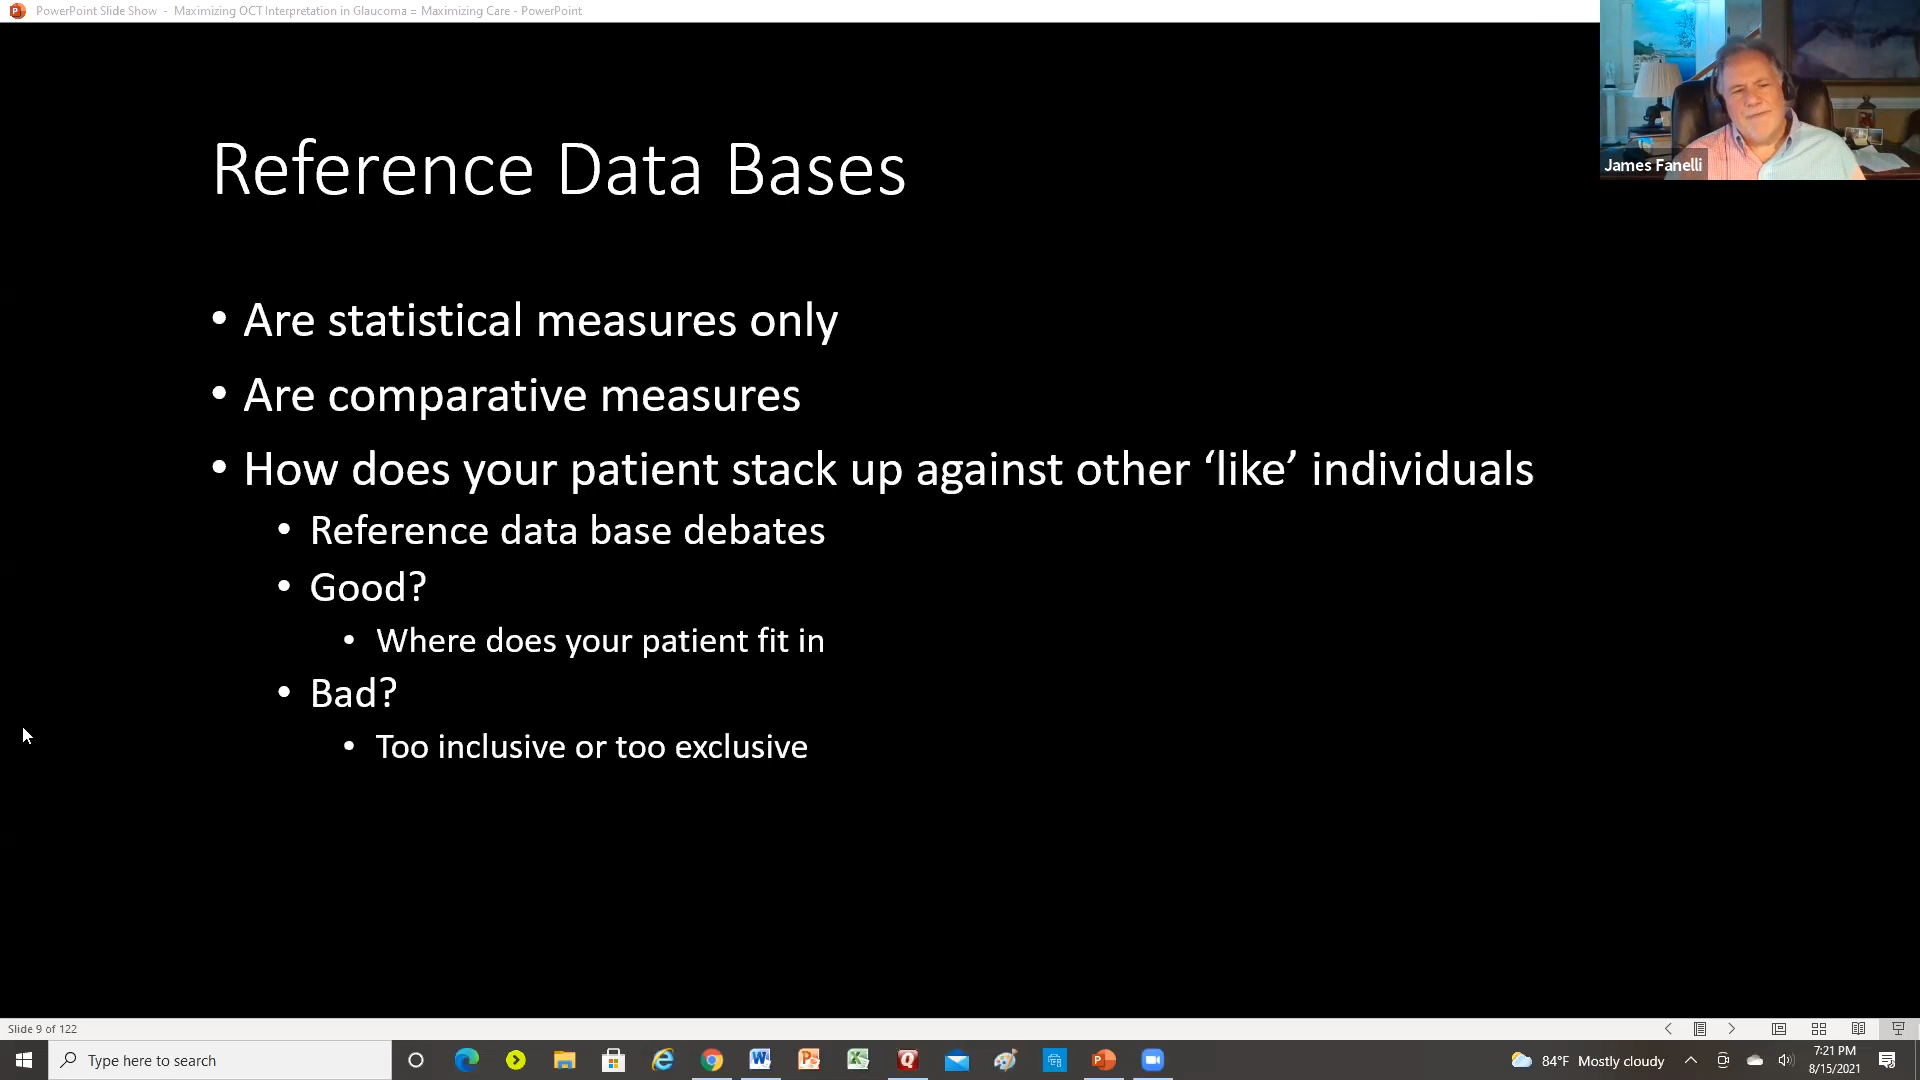 PowerPoint Slide Show - Maximizing OCT Interpretation in Glaucoma = Maximizing Care - PowerPoint
James Fanelli
Reference Data Bases
• Are statistical measures only
• Are comparative measures
• How does your patient stack up against other ‘like’ individuals
• Reference data base debates
• Good?
• Where does your patient fit in
• Bad?
• Too inclusive or too exclusive
Slide 9 of 122
Type here to search
84°F Mostly cloudy
7:21 PM
8/15/2021